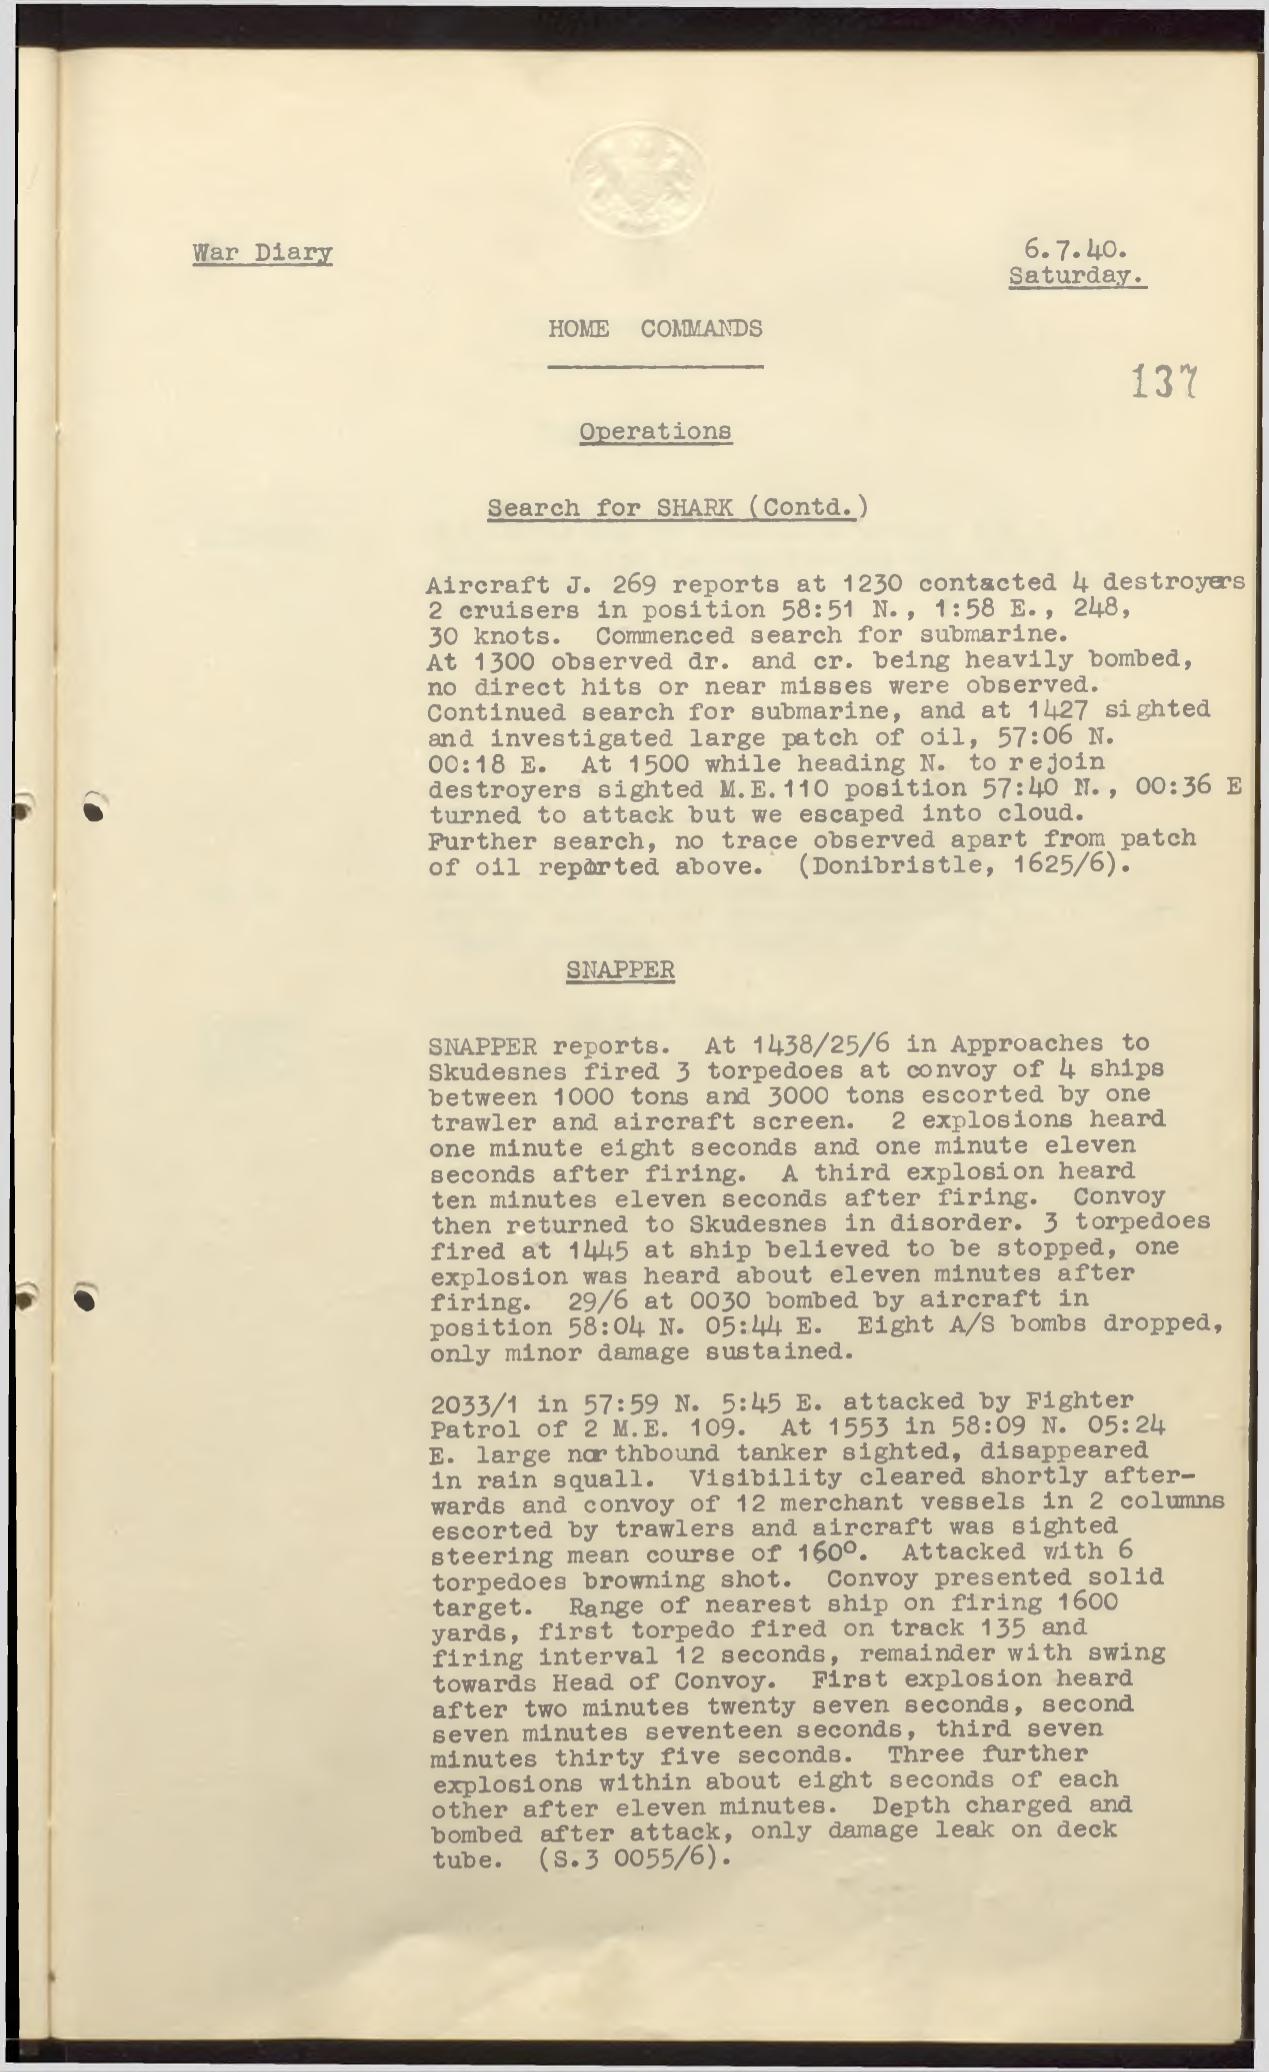 War Diary
6.7.40.
Saturday.
HOME COMMANDS
137
Operations
Search for SHARK (Contd.)
Aircraft J. 269 reports at 1230 contacted 4 destroyers
2 cruisers in position 58:51 N., 1:58 E., 248,
30 knots. Commenced search for submarine.
At 1300 observed dr. and cr. being heavily bombed,
no direct hits or near misses were observed.
Continued search for submarine, and at 1427 sighted
and investigated large patch of oil, 57:06 N.
00:18 E. At 1500 while heading N. to rejoin
destroyers sighted M.E.110 position 57:40 N., 00:36 E
turned to attack but we escaped into cloud.
Further search, no trace observed apart from patch
of oil reported above. (Donibristle, 1625/6).
SNAPPER
SNAPPER reports. At 1438/25/6 in Approaches to
Skudesnes fired 3 torpedoes at convoy of 4 ships
between 1000 tons and 3000 tons escorted by one
trawler and aircraft screen. 2 explosions heard
one minute eight seconds and one minute eleven
seconds after firing. A third explosion heard
ten minutes eleven seconds after firing. Convoy
then returned to Skudesnes in disorder. 3 torpedoes
fired at 1445 at ship believed to be stopped, one
explosion was heard about eleven minutes after
firing. 29/6 at 0030 bombed by aircraft in
position 58:04 N. 05:44 E. Eight A/S bombs dropped,
only minor damage sustained.
2033/1 in 57:59 N. 5:45 E. attacked by Fighter
Patrol of 2 M.E. 109. At 1553 in 58:09 N. 05:24
E. large northbound tanker sighted, disappeared
in rain squall. Visibility cleared shortly after-
wards and convoy of 12 merchant vessels in 2 columns
escorted by trawlers and aircraft was sighted
steering mean course of 160°. Attacked with 6
torpedoes browning shot. Convoy presented solid
target. Range of nearest ship on firing 1600
yards, first torpedo fired on track 135 and
firing interval 12 seconds, remainder with swing
towards Head of Convoy. First explosion heard
after two minutes twenty seven seconds, second
seven minutes seventeen seconds, third seven
minutes thirty five seconds. Three further
explosions within about eight seconds of each
other after eleven minutes. Depth charged and
bombed after attack, only damage leak on deck
tube. (S.3 0055/6).